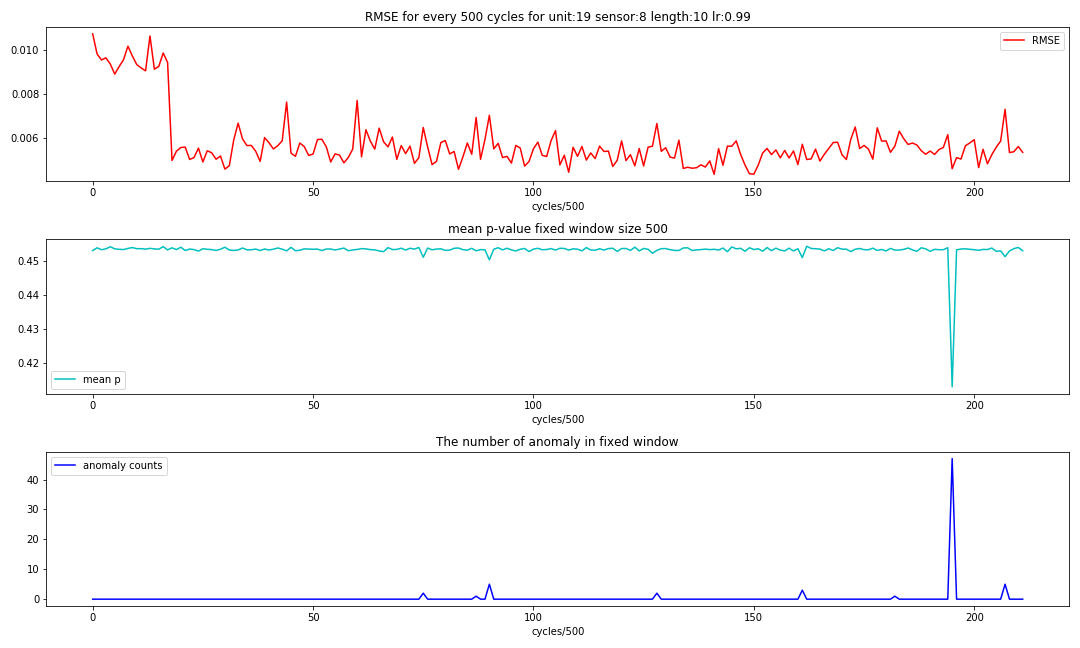 RMSE for every 500 cycles for unit:19 sensor:8 length:10 lr:0.99
RMSE
0.010
0.008
0.006
0 50 100 150 200
cycles/500
mean p-value fixed window size 500
0.45
0.44
0.43
0.42
mean p
0 50 100 150 200
cycles/500
The number of anomaly in fixed window
anomaly counts
40
30
20
10
0
0 50 100 150 200
cycles/500